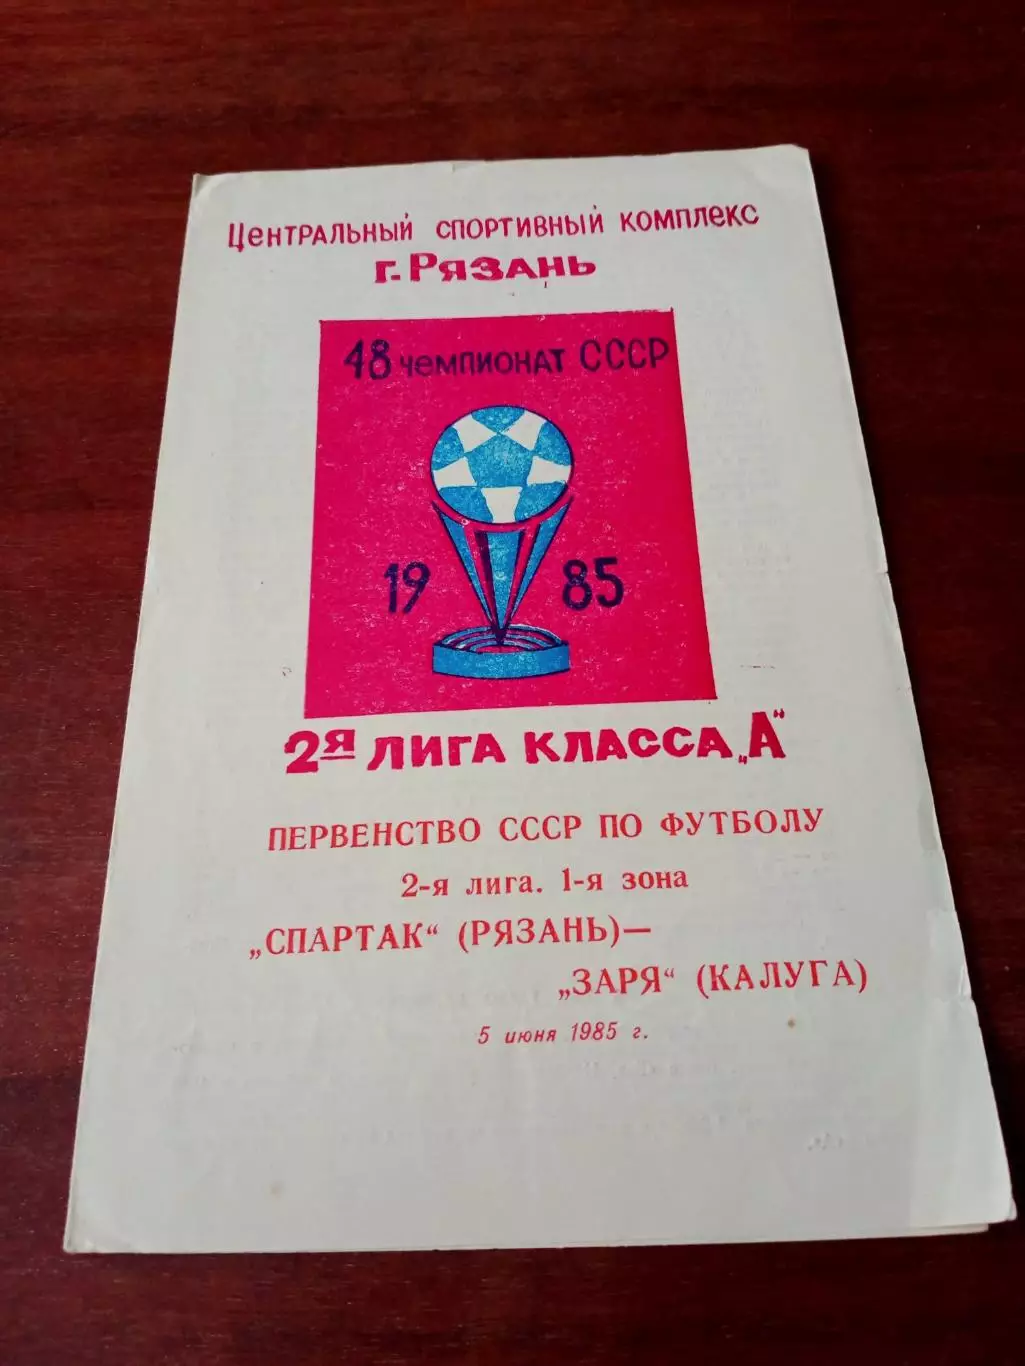 Центральный спортивный комплекс
г. Рязань
48 чемпионат СССР
19 85
2я лига класса „А“
ПЕРВЕНСТВО СССР ПО ФУТБОЛУ
2-я лига. 1-я зона
„СПАРТАК“ (РЯЗАНЬ)—
„ЗАРЯ“ (КАЛУГА)
5 июня 1985 г.